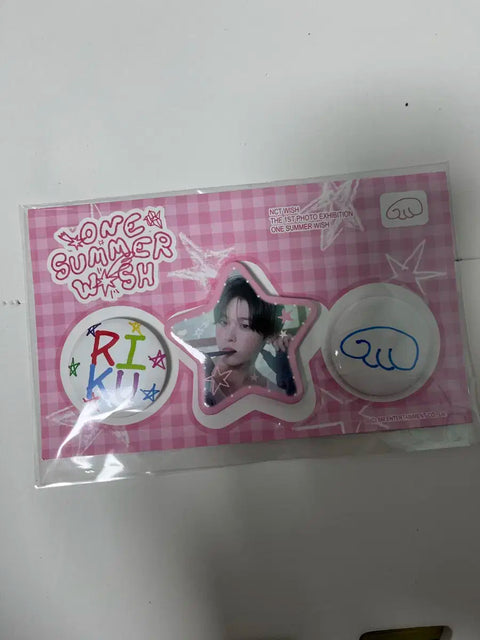 ONE
SUMMER
WISH
NCT WISH
THE 1ST PHOTO EXHIBITION
ONE SUMMER WISH
RI
KU